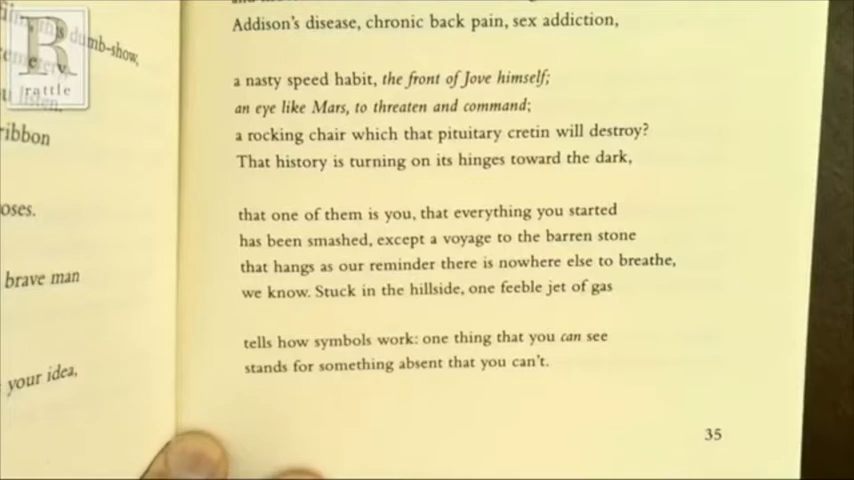 R
rattle
dumb-show,
listen.
ribbon
oses.
brave man
your idea,
Addison's disease, chronic back pain, sex addiction,
a nasty speed habit, the front of Jove himself;
an eye like Mars, to threaten and command;
a rocking chair which that pituitary cretin will destroy?
That history is turning on its hinges toward the dark,
that one of them is you, that everything you started
has been smashed, except a voyage to the barren stone
that hangs as our reminder there is nowhere else to breathe,
we know. Stuck in the hillside, one feeble jet of gas
tells how symbols work: one thing that you can see
stands for something absent that you can't.
35